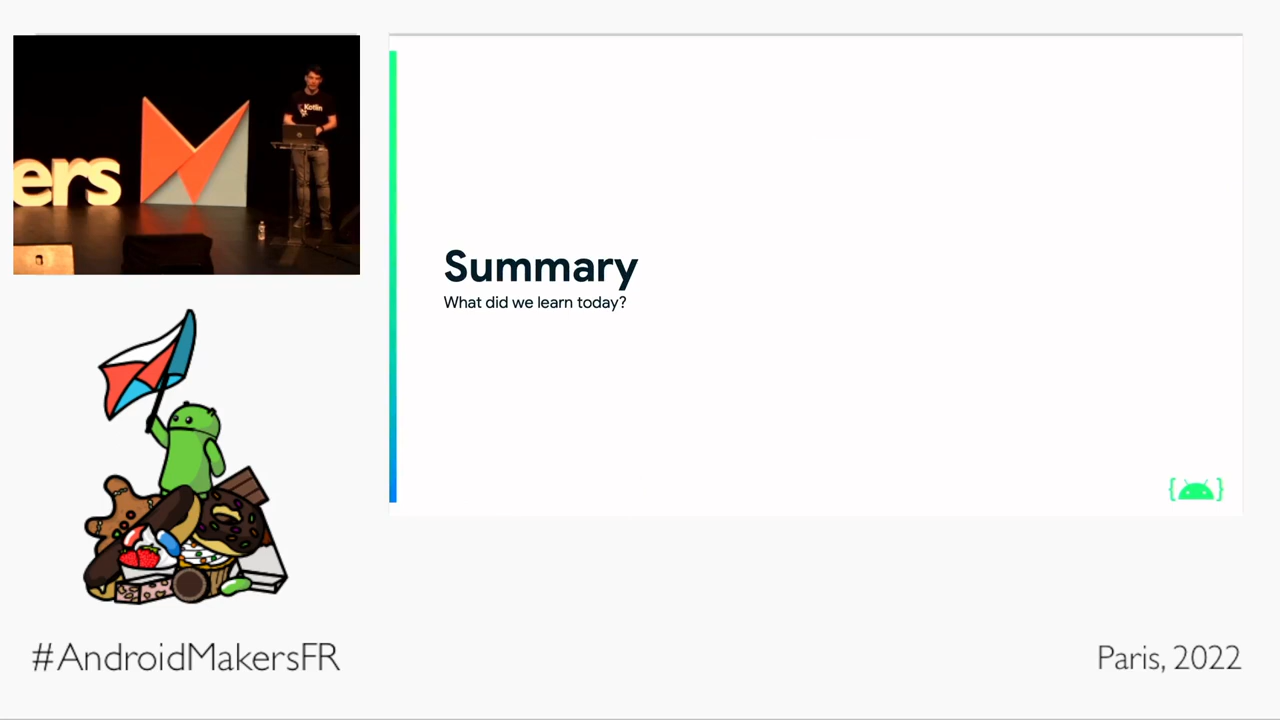 ers
Kotlin
Summary
What did we learn today?
#AndroidMakersFR
Paris, 2022